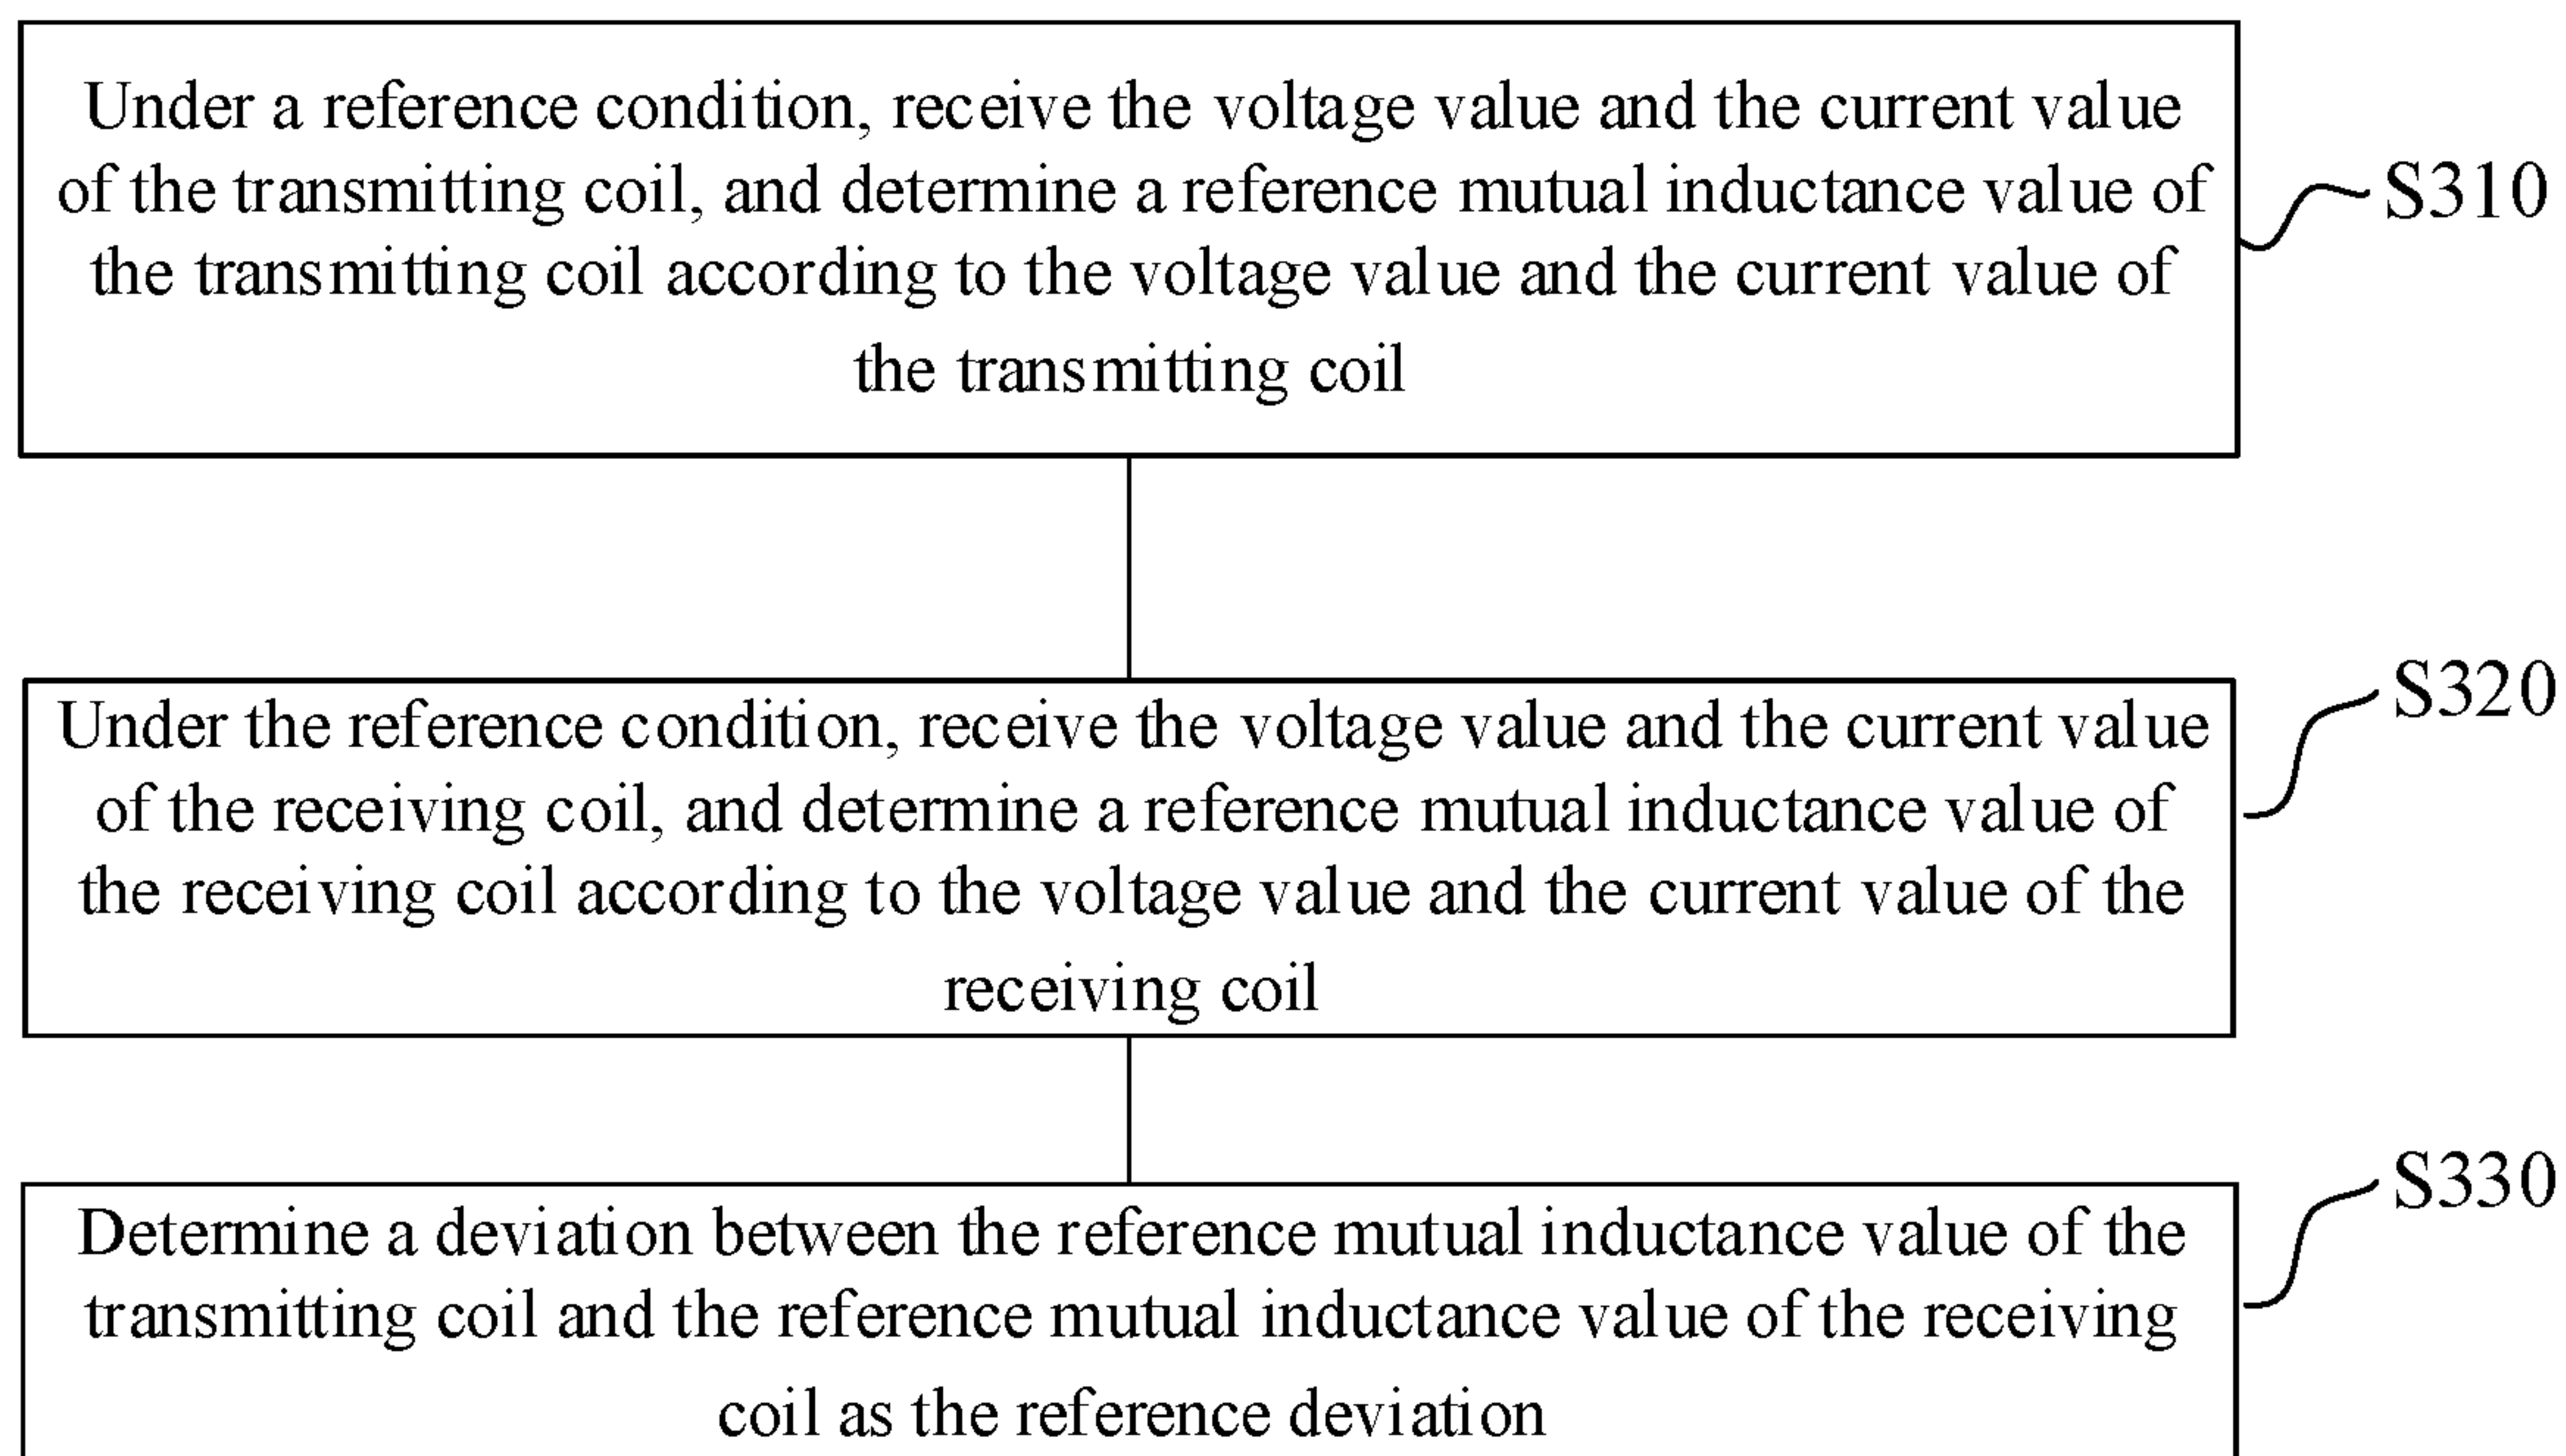 Under a reference condition, receive the voltage value and the current value
of the transmitting coil, and determine a reference mutual inductance value of
the transmitting coil according to the voltage value and the current value of
the transmitting coil
S310
Under the reference condition, receive the voltage value and the current value
of the receiving coil, and determine a reference mutual inductance value of
the receiving coil according to the voltage value and the current value of the
receiving coil
S320
Determine a deviation between the reference mutual inductance value of the
transmitting coil and the reference mutual inductance value of the receiving
coil as the reference deviation
S330